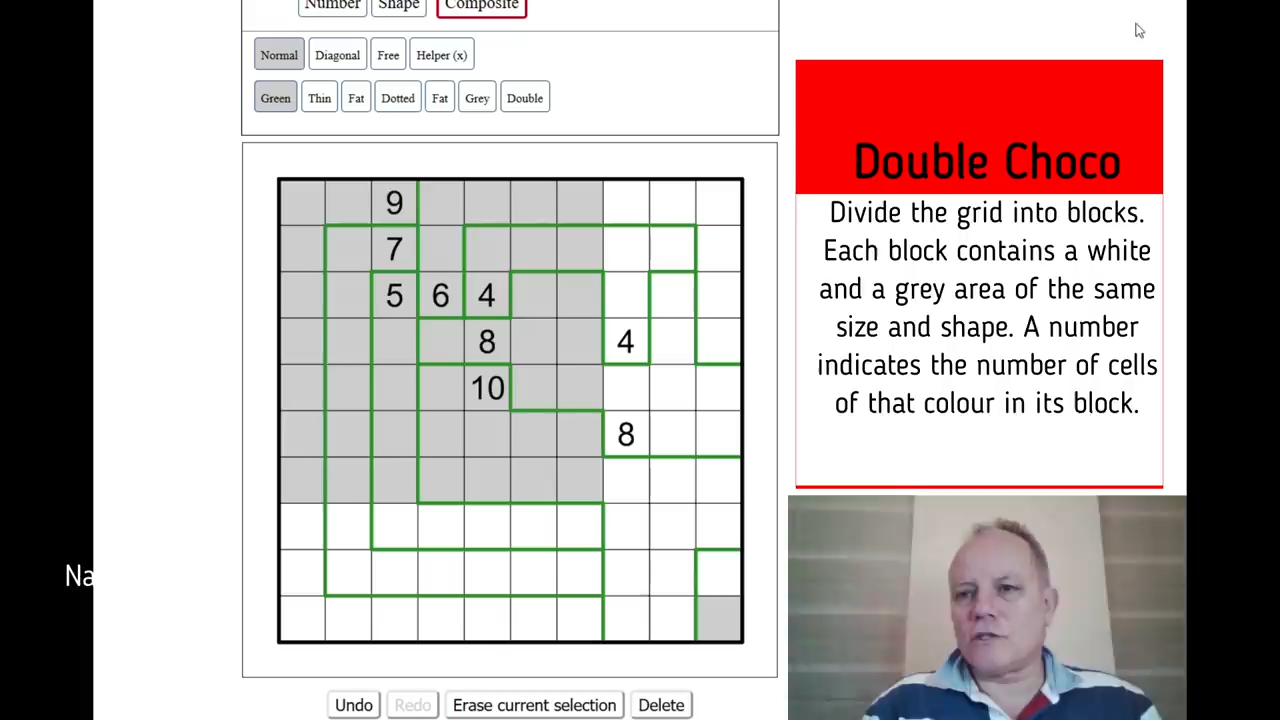 Number Shape Composite
Normal Diagonal Free Helper (x)
Green Thin Fat Dotted Fat Grey Double
9
7
5 6 4
8 4
10
8
Undo Redo Erase current selection Delete
Double Choco
Divide the grid into blocks.
Each block contains a white
and a grey area of the same
size and shape. A number
indicates the number of cells
of that colour in its block.
Na